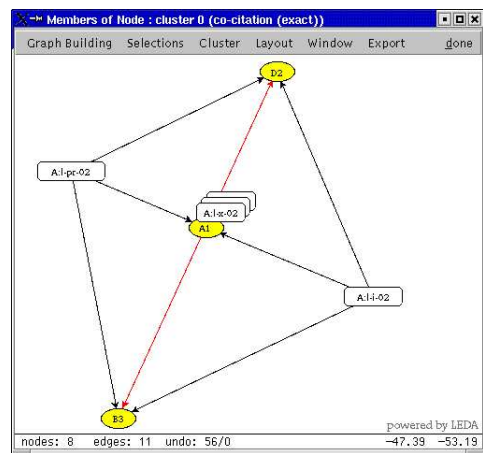 Members of Node : cluster 0 (co-citation (exact))
Graph Building Selections Cluster Layout Window Export done
D2
A:l-pr-02
A:l-x-02
A1
A:l-i-02
B3
powered by LEDA
nodes: 8 edges: 11 undo: 56/0 -47.39 -53.19